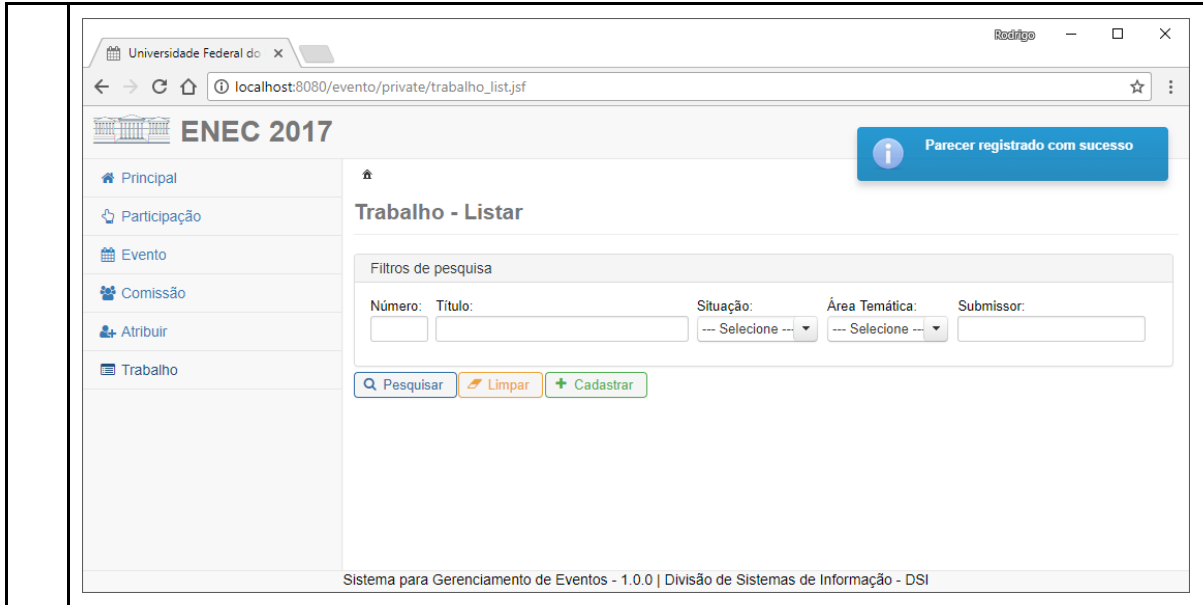 Rodrigo
Universidade Federal do
localhost:8080/evento/private/trabalho_list.jsf
ENEC 2017
Parecer registrado com sucesso
Principal
Participação
Evento
Comissão
Atribuir
Trabalho
Trabalho - Listar
Filtros de pesquisa
Número: Título: Situação: Área Temática: Submissor:
--- Selecione --- --- Selecione ---
Pesquisar Limpar Cadastrar
Sistema para Gerenciamento de Eventos - 1.0.0 | Divisão de Sistemas de Informação - DSI